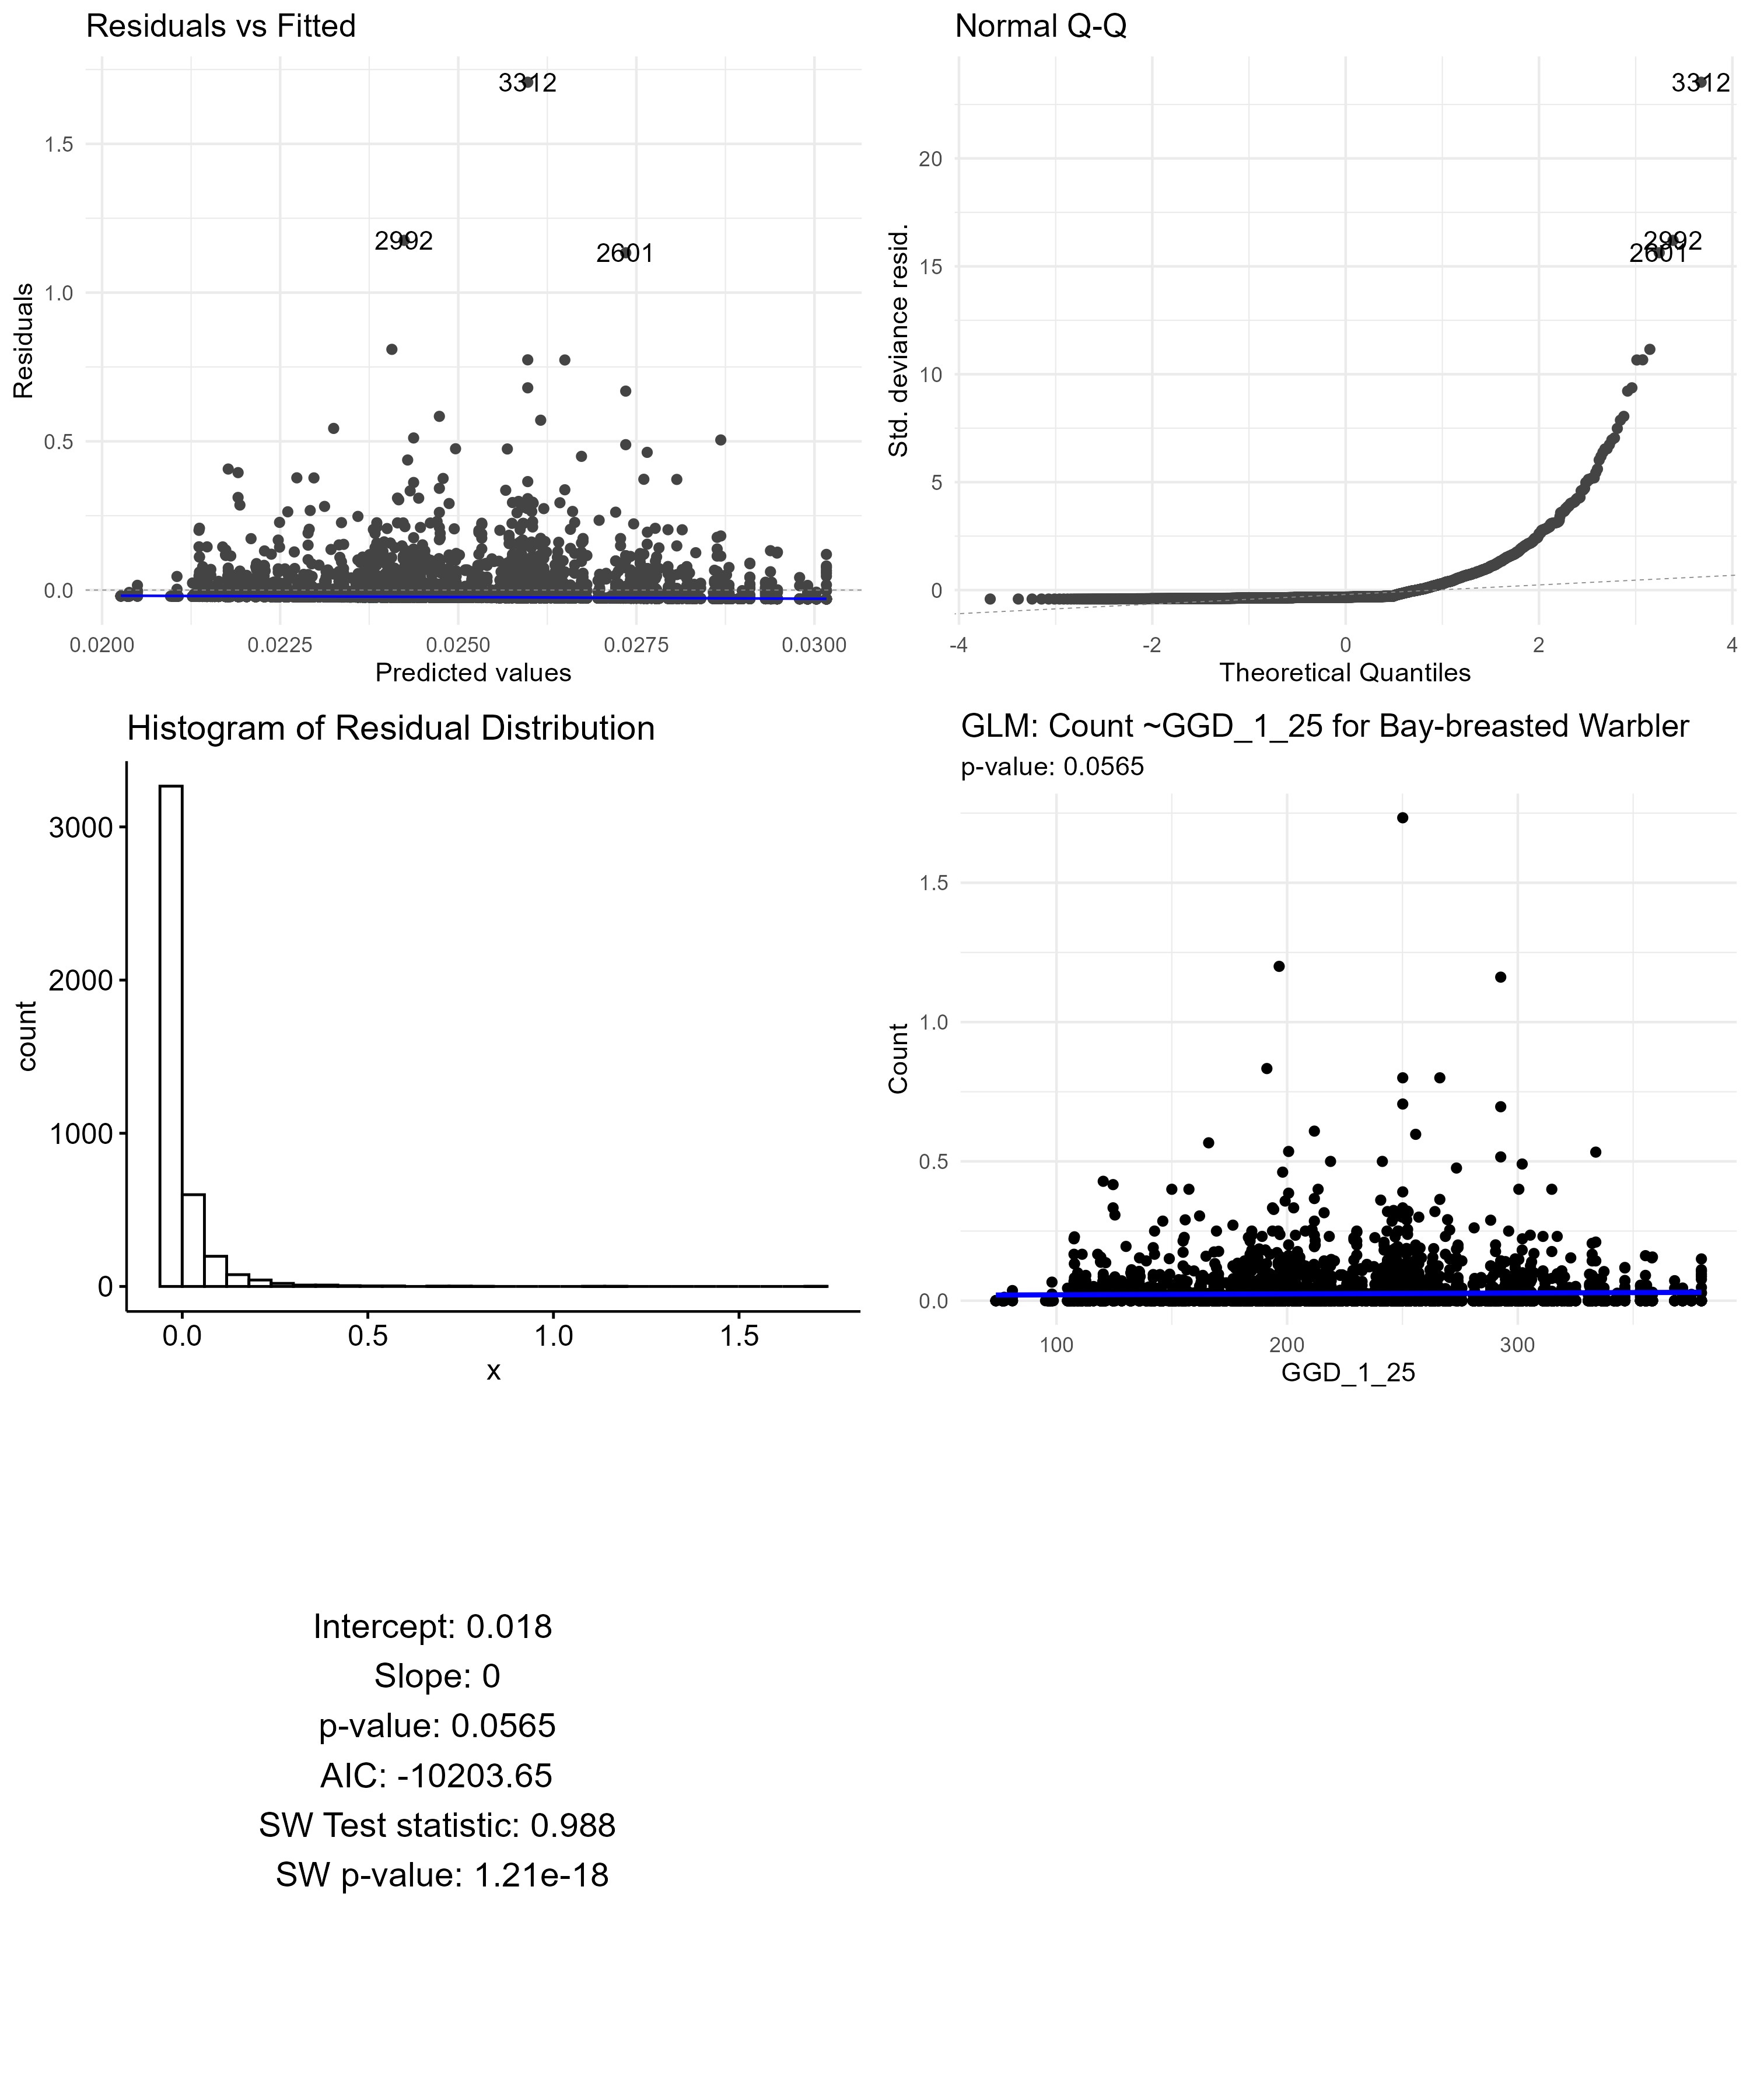 Residuals vs Fitted
3312
2992
2601
1.5
1.0
0.5
0.0
Residuals
0.0200 0.0225 0.0250 0.0275 0.0300
Predicted values
Normal Q-Q
3312
2992
2601
20
15
10
5
0
Std. deviance resid.
-4 -2 0 2 4
Theoretical Quantiles
Histogram of Residual Distribution
3000
2000
1000
0
count
0.0 0.5 1.0 1.5
x
GLM: Count ~GGD_1_25 for Bay-breasted Warbler
p-value: 0.0565
1.5
1.0
0.5
0.0
Count
100 200 300
GGD_1_25
Intercept: 0.018
Slope: 0
p-value: 0.0565
AIC: -10203.65
SW Test statistic: 0.988
SW p-value: 1.21e-18